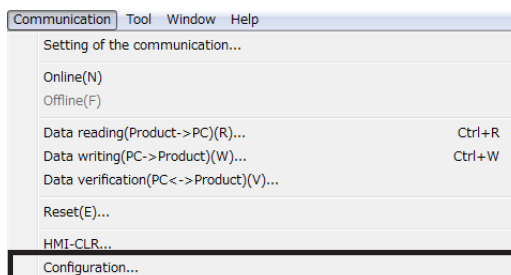 Communication Tool Window Help
Setting of the communication...
Online(N)
Offline(F)
Data reading(Product->PC)(R)... Ctrl+R
Data writing(PC->Product)(W)... Ctrl+W
Data verification(PC<->Product)(V)...
Reset(E)...
HMI-CLR...
Configuration...